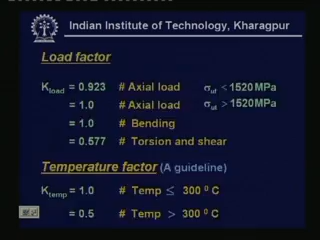 Indian Institute of Technology, Kharagpur
Load factor
Kload = 0.923 # Axial load σut < 1520 MPa
= 1.0 # Axial load σut > 1520 MPa
= 1.0 # Bending
= 0.577 # Torsion and shear
Temperature factor (A guideline)
Ktemp = 1.0 # Temp ≤ 300 ⁰ C
= 0.5 # Temp > 300 ⁰ C